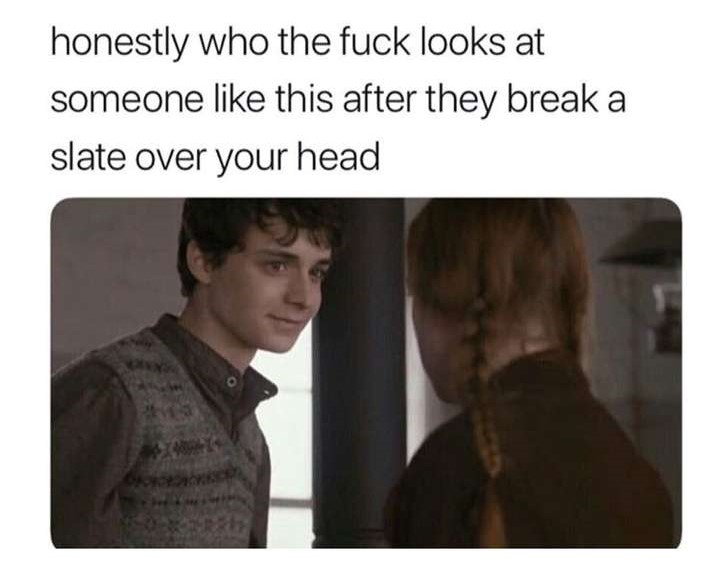 honestly who the fuck looks at
someone like this after they break a
slate over your head